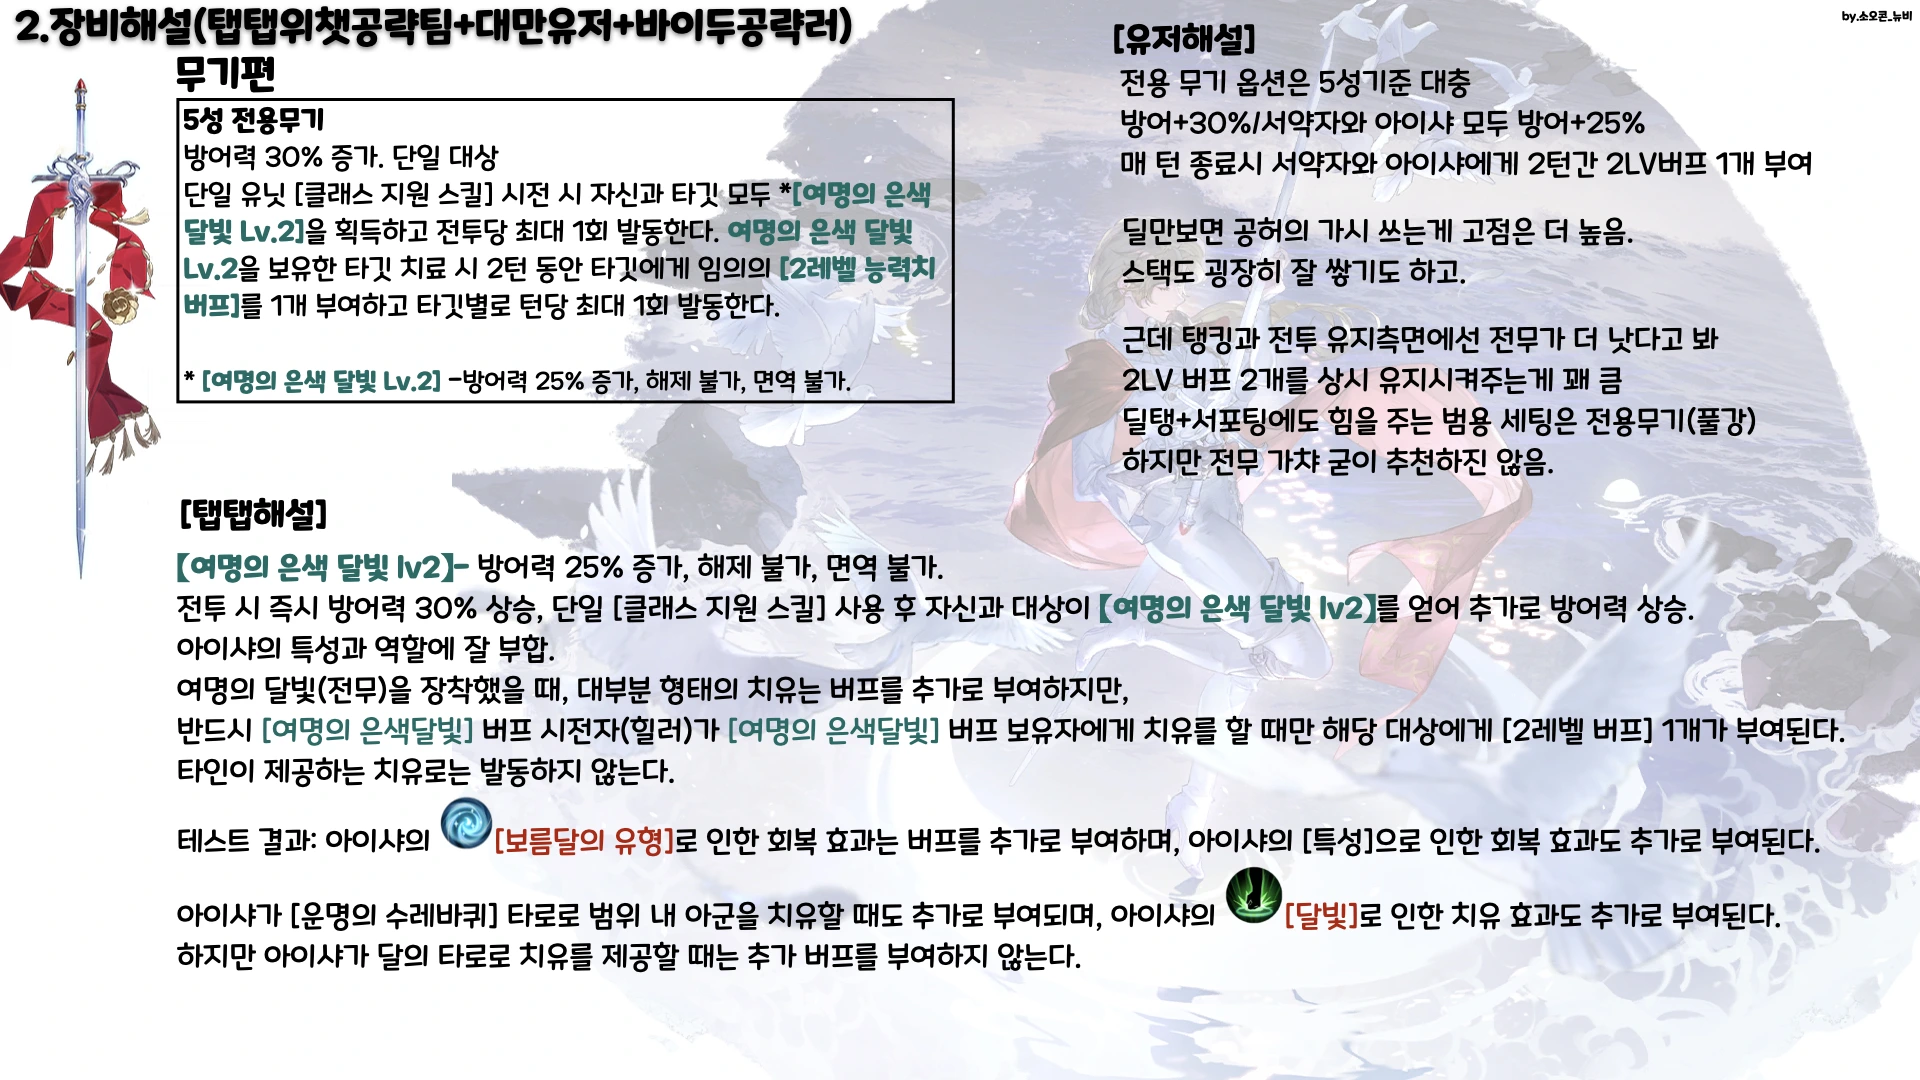 2.장비해설(탭탭위챗공략팀+대만유저+바이두공략러)
무기편
5성 전용무기
방어력 30% 증가. 단일 대상
단일 유닛 [클래스 지원 스킬] 시전 시 자신과 타깃 모두 *[여명의 은색
달빛 Lv.2]을 획득하고 전투당 최대 1회 발동한다. 여명의 은색 달빛
Lv.2을 보유한 타깃 치료 시 2턴 동안 타깃에게 임의의 [2레벨 능력치
버프]를 1개 부여하고 타깃별로 턴당 최대 1회 발동한다.
* [여명의 은색 달빛 Lv.2] -방어력 25% 증가, 해제 불가, 면역 불가.
by.소오콘_뉴비
[유저해설]
전용 무기 옵션은 5성기준 대충
방어+30%/서약자와 아이샤 모두 방어+25%
매 턴 종료시 서약자와 아이샤에게 2턴간 2LV버프 1개 부여
딜만보면 공허의 가시 쓰는게 고점은 더 높음.
스택도 굉장히 잘 쌓기도 하고.
근데 탱킹과 전투 유지측면에선 전무가 더 낫다고 봐
2LV 버프 2개를 상시 유지시켜주는게 꽤 큼
딜탱+서포팅에도 힘을 주는 범용 세팅은 전용무기(풀강)
하지만 전무 가챠 굳이 추천하진 않음.
[탭탭해설]
【여명의 은색 달빛 lv2】- 방어력 25% 증가, 해제 불가, 면역 불가.
전투 시 즉시 방어력 30% 상승, 단일 [클래스 지원 스킬] 사용 후 자신과 대상이 【여명의 은색 달빛 lv2】를 얻어 추가로 방어력 상승.
아이샤의 특성과 역할에 잘 부합.
여명의 달빛(전무)을 장착했을 때, 대부분 형태의 치유는 버프를 추가로 부여하지만,
반드시 [여명의 은색달빛] 버프 시전자(힐러)가 [여명의 은색달빛] 버프 보유자에게 치유를 할 때만 해당 대상에게 [2레벨 버프] 1개가 부여된다.
타인이 제공하는 치유로는 발동하지 않는다.
테스트 결과: 아이샤의 [보름달의 유형]로 인한 회복 효과는 버프를 추가로 부여하며, 아이샤의 [특성]으로 인한 회복 효과도 추가로 부여된다.
아이샤가 [운명의 수레바퀴] 타로로 범위 내 아군을 치유할 때도 추가로 부여되며, 아이샤의 [달빛]로 인한 치유 효과도 추가로 부여된다.
하지만 아이샤가 달의 타로로 치유를 제공할 때는 추가 버프를 부여하지 않는다.